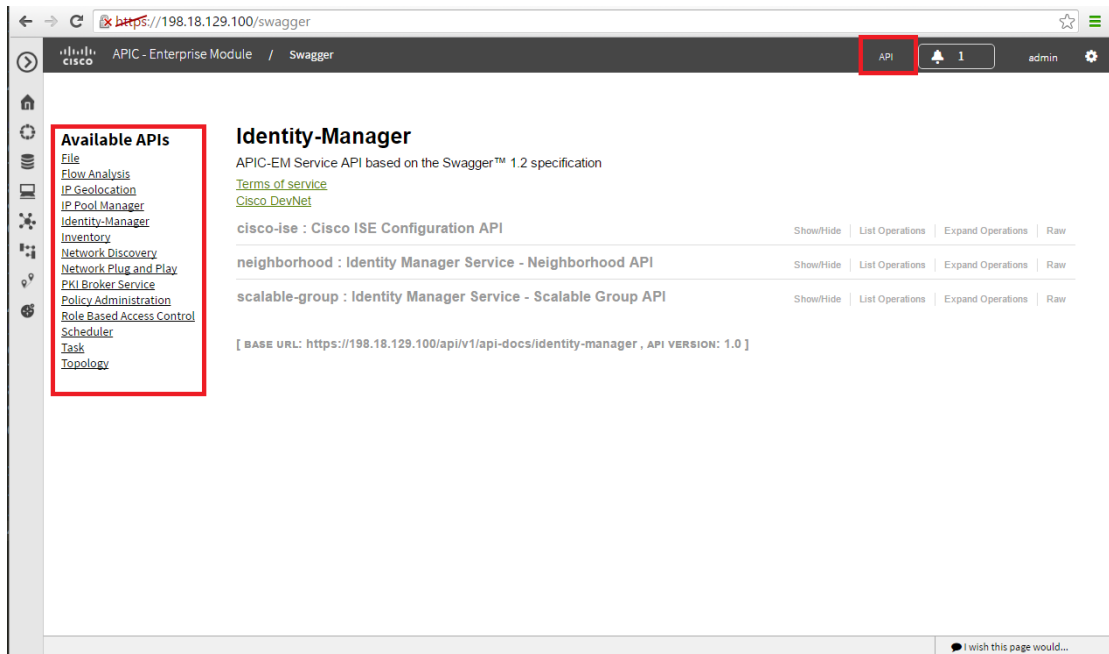 https://198.18.129.100/swagger
cisco APIC - Enterprise Module / Swagger API 1 admin
Available APIs
File
Flow Analysis
IP Geolocation
IP Pool Manager
Identity-Manager
Inventory
Network Discovery
Network Plug and Play
PKI Broker Service
Policy Administration
Role Based Access Control
Scheduler
Task
Topology
Identity-Manager
APIC-EM Service API based on the Swagger™ 1.2 specification
Terms of service
Cisco DevNet
cisco-ise : Cisco ISE Configuration API Show/Hide List Operations Expand Operations Raw
neighborhood : Identity Manager Service - Neighborhood API Show/Hide List Operations Expand Operations Raw
scalable-group : Identity Manager Service - Scalable Group API Show/Hide List Operations Expand Operations Raw
[ BASE URL: https://198.18.129.100/api/v1/api-docs/identity-manager , API VERSION: 1.0 ]
I wish this page would...